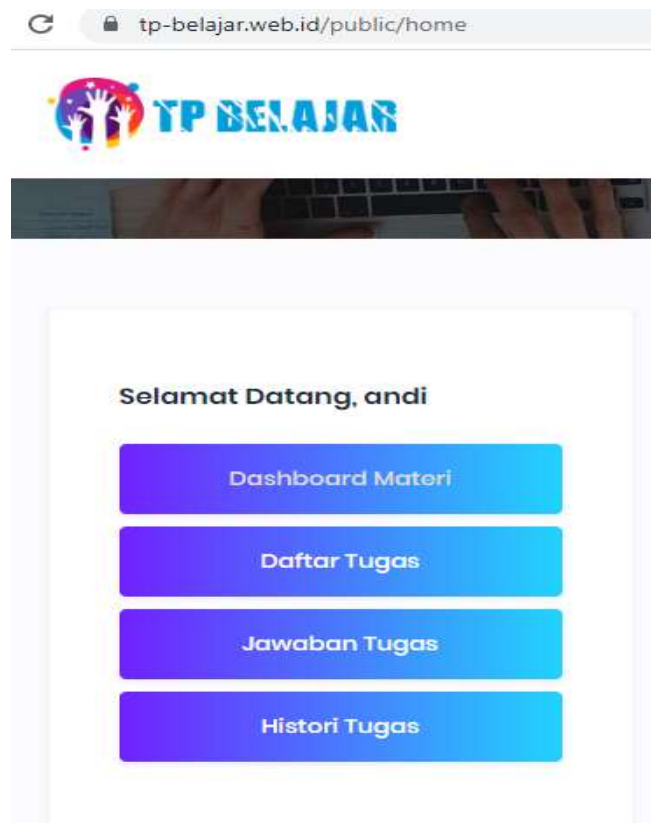 tp-belajar.web.id/public/home
TP BELAJAR
Selamat Datang, andi
Dashboard Materi
Daftar Tugas
Jawaban Tugas
Histori Tugas